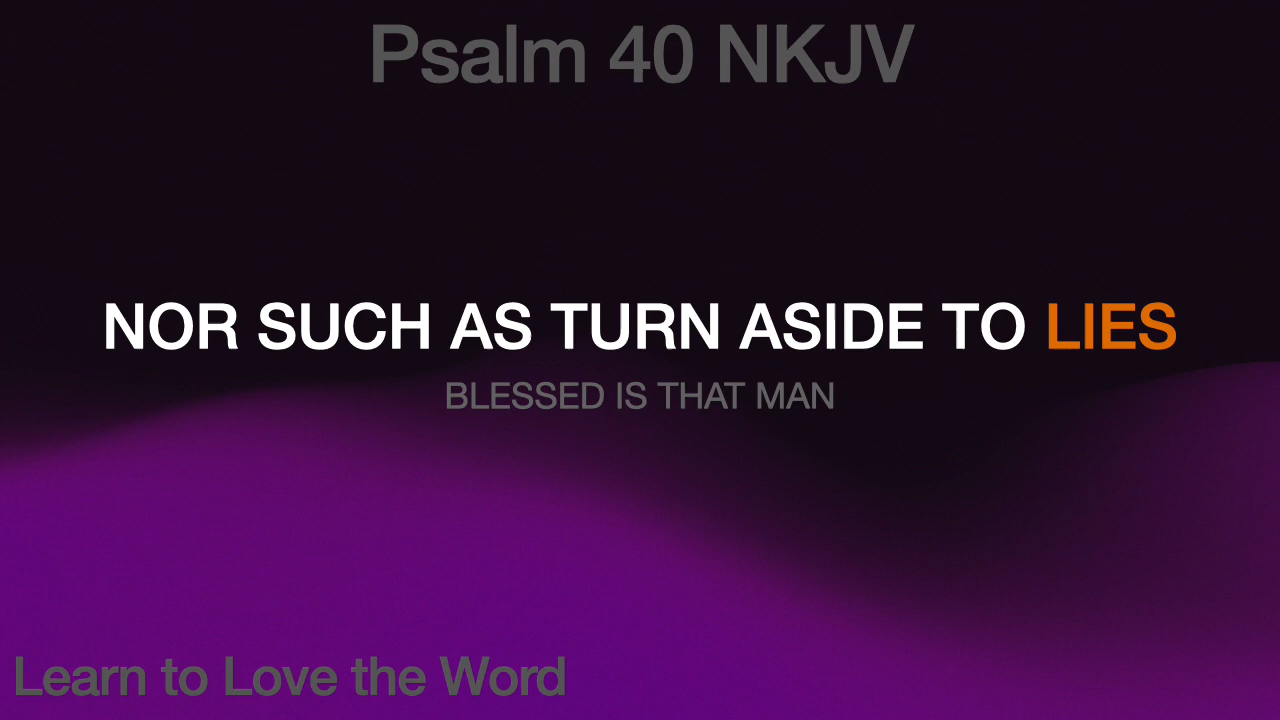 Psalm 40 NKJV
NOR SUCH AS TURN ASIDE TO LIES
BLESSED IS THAT MAN
Learn to Love the Word